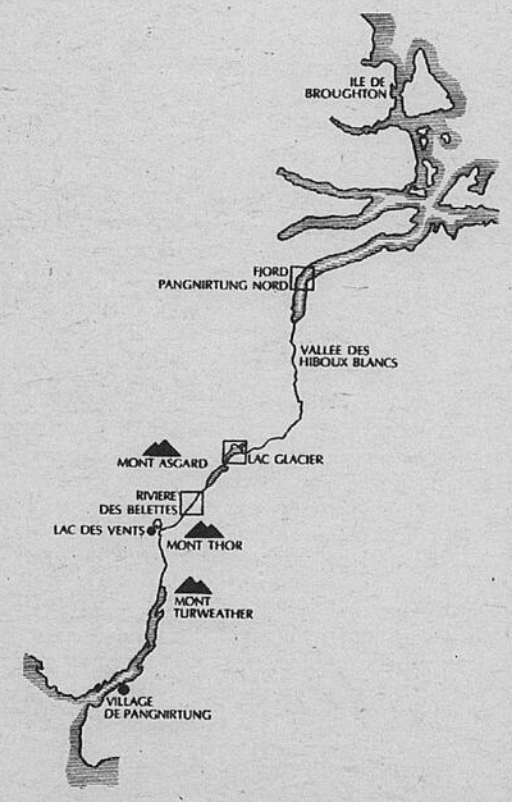 ILE DE
BROUGHTON
FJORD
PANGNIRTUNG NORD
VALLEE DES
HIBOUX BLANCS
MONT ASGARD
LAC GLACIER
RIVIERE
DES BELETTES
LAC DES VENTS
MONT THOR
MONT
TURWEATHER
VILLAGE
DE PANGNIRTUNG